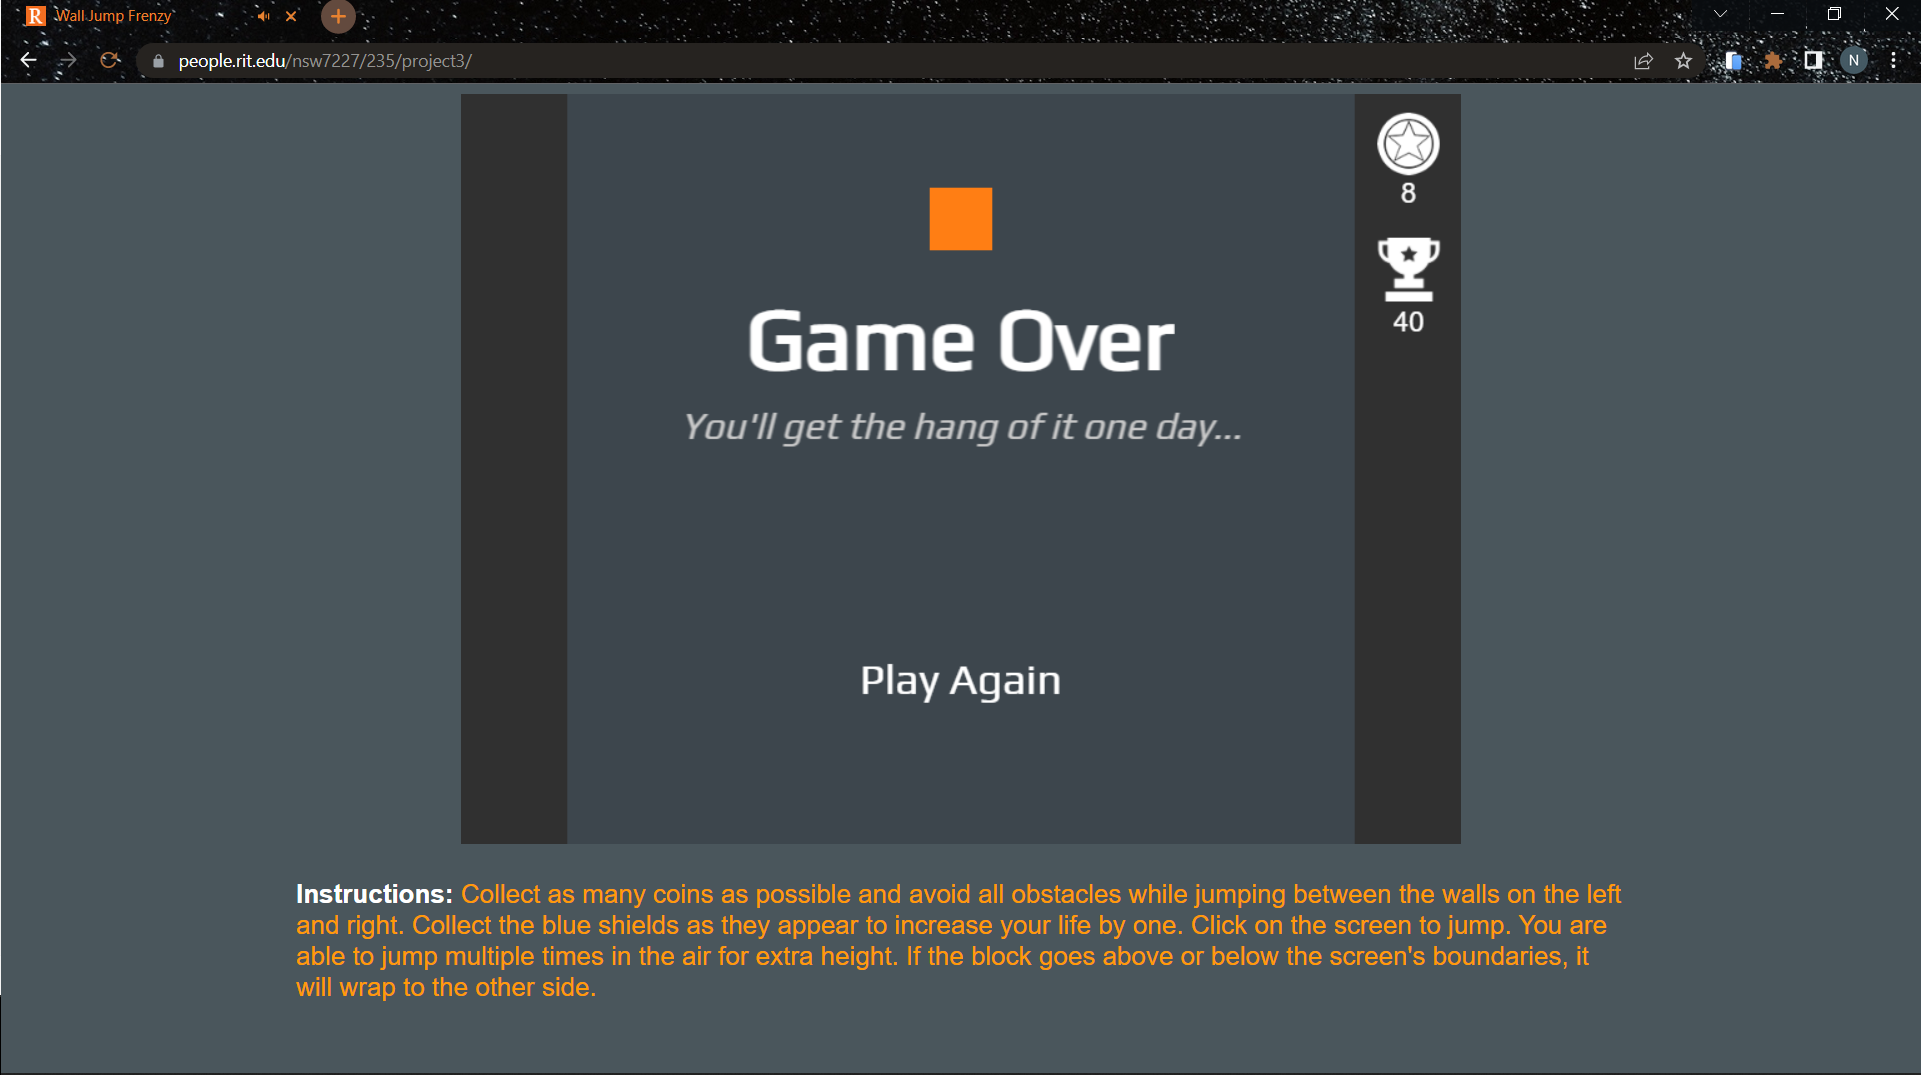 R Wall Jump Frenzy
people.rit.edu/nsw7227/235/project3/
N
8
40
Game Over
You'll get the hang of it one day...
Play Again
Instructions: Collect as many coins as possible and avoid all obstacles while jumping between the walls on the left
and right. Collect the blue shields as they appear to increase your life by one. Click on the screen to jump. You are
able to jump multiple times in the air for extra height. If the block goes above or below the screen's boundaries, it
will wrap to the other side.